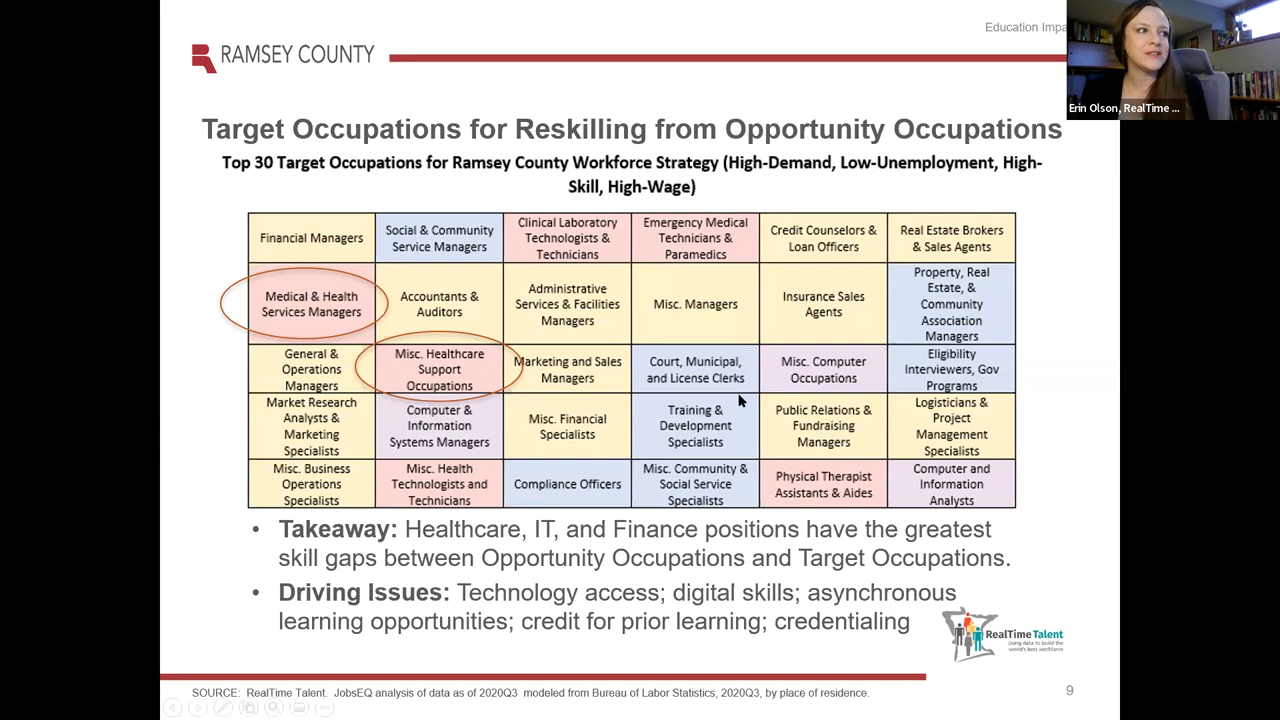 Education Impa
RAMSEY COUNTY
Erin Olson, RealTime ...
Target Occupations for Reskilling from Opportunity Occupations
Top 30 Target Occupations for Ramsey County Workforce Strategy (High-Demand, Low-Unemployment, High-
Skill, High-Wage)
Financial Managers
Social & Community
Service Managers
Clinical Laboratory
Technologists &
Technicians
Emergency Medical
Technicians &
Paramedics
Credit Counselors &
Loan Officers
Real Estate Brokers
& Sales Agents
Medical & Health
Services Managers
Accountants &
Auditors
Administrative
Services & Facilities
Managers
Misc. Managers
Insurance Sales
Agents
Property, Real
Estate, &
Community
Association
Managers
General &
Operations
Managers
Misc. Healthcare
Support
Occupations
Marketing and Sales
Managers
Court, Municipal,
and License Clerks
Misc. Computer
Occupations
Eligibility
Interviewers, Gov
Programs
Market Research
Analysts &
Marketing
Specialists
Computer &
Information
Systems Managers
Misc. Financial
Specialists
Training &
Development
Specialists
Public Relations &
Fundraising
Managers
Logisticians &
Project
Management
Specialists
Misc. Business
Operations
Specialists
Misc. Health
Technologists and
Technicians
Compliance Officers
Misc. Community &
Social Service
Specialists
Physical Therapist
Assistants & Aides
Computer and
Information
Analysts
• Takeaway: Healthcare, IT, and Finance positions have the greatest
skill gaps between Opportunity Occupations and Target Occupations.
• Driving Issues: Technology access; digital skills; asynchronous
learning opportunities; credit for prior learning; credentialing
RealTimeTalent
Using data to build the
world's best workforce
SOURCE: RealTime Talent. JobsEQ analysis of data as of 2020Q3 modeled from Bureau of Labor Statistics, 2020Q3, by place of residence.
9